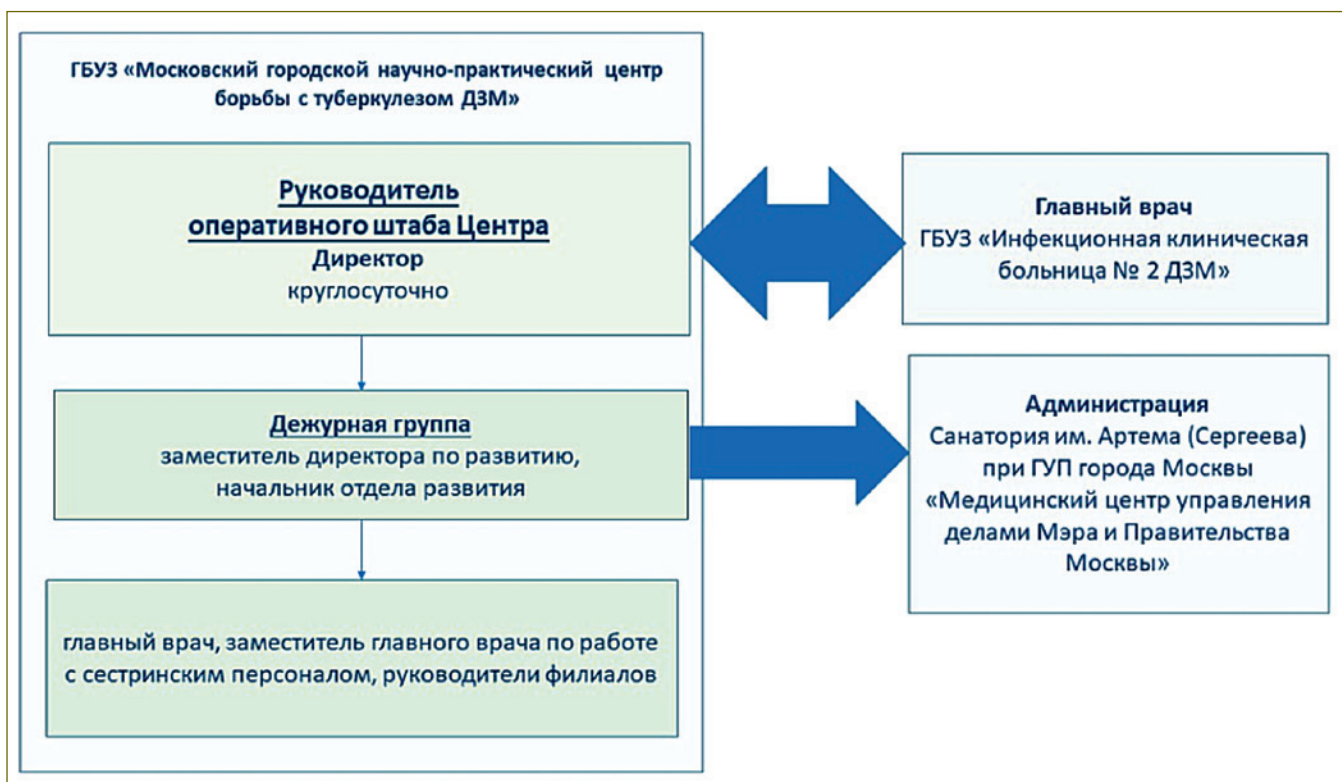 ГБУЗ «Московский городской научно-практический центр
борьбы с туберкулезом ДЗМ»
Руководитель
оперативного штаба Центра
Директор
круглосуточно
Главный врач
ГБУЗ «Инфекционная клиническая
больница № 2 ДЗМ»
Дежурная группа
заместитель директора по развитию,
начальник отдела развития
Администрация
Санатория им. Артема (Сергеева)
при ГУП города Москвы
«Медицинский центр управления
делами Мэра и Правительства
Москвы»
главный врач, заместитель главного врача по работе
с сестринским персоналом, руководители филиалов